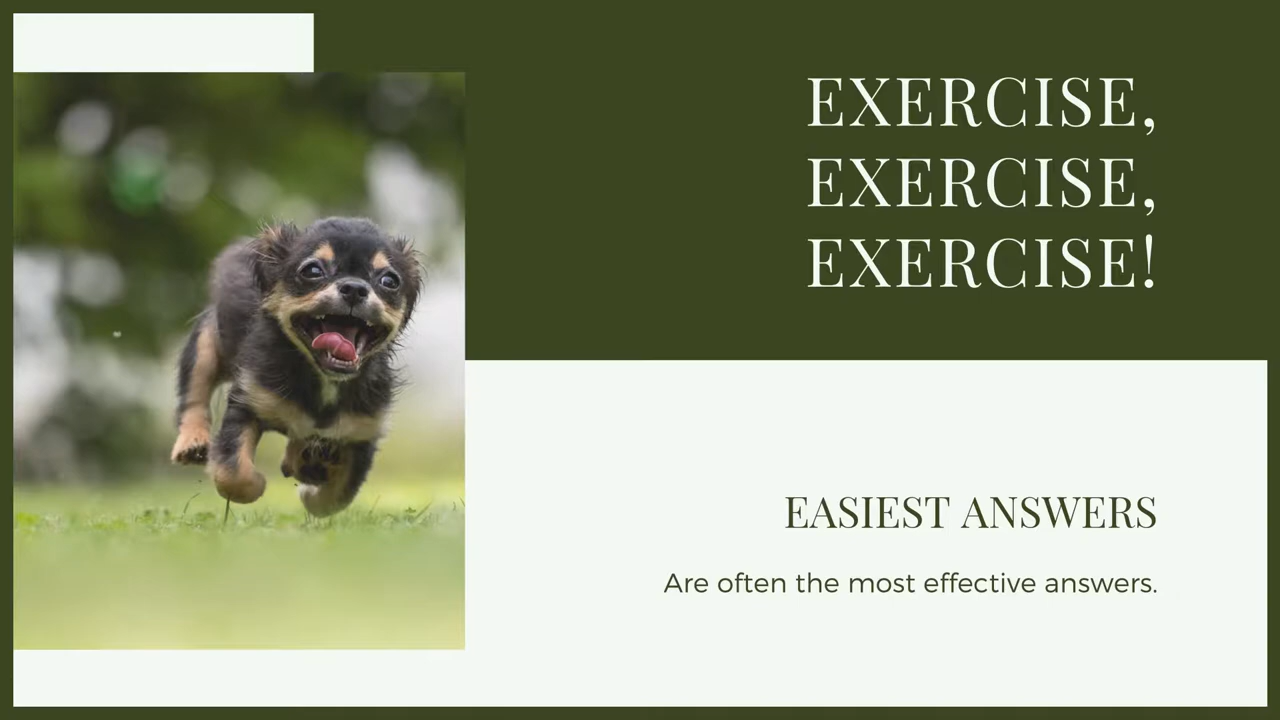 EXERCISE,
EXERCISE,
EXERCISE!
EASIEST ANSWERS
Are often the most effective answers.